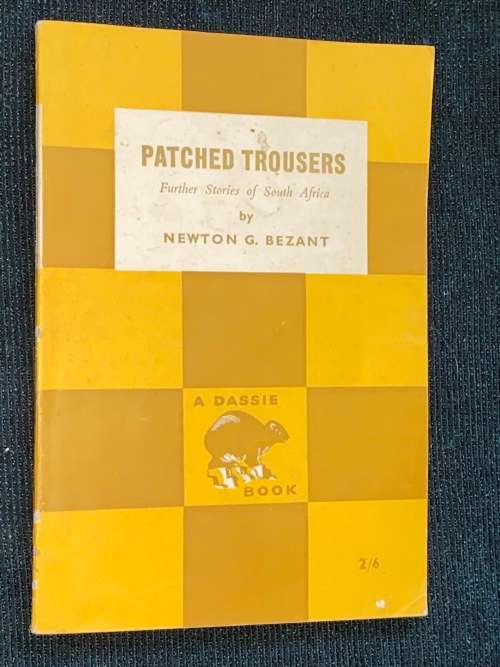 PATCHED TROUSERS
Further Stories of South Africa
by
NEWTON G. BEZANT
A DASSIE
BOOK
2/6